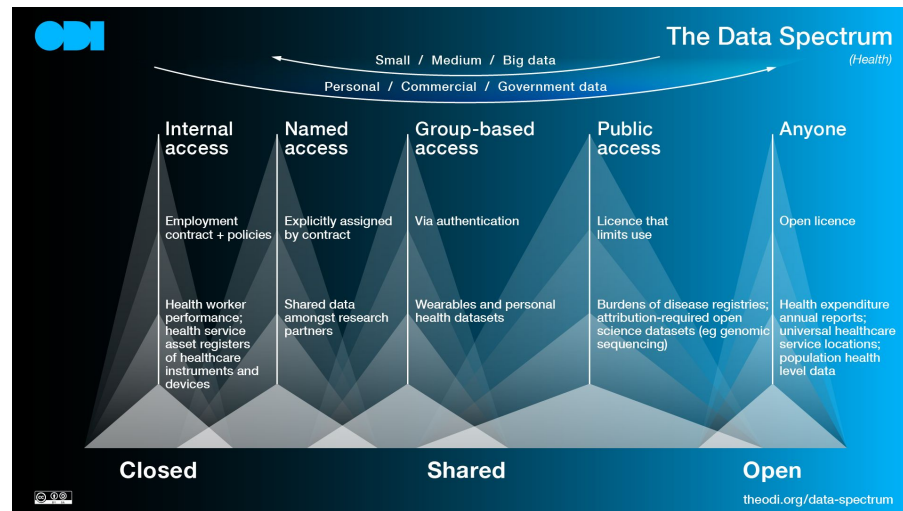 ODI
The Data Spectrum
(Health)
Small / Medium / Big data
Personal / Commercial / Government data
Internal
access
Named
access
Group-based
access
Public
access
Anyone
Employment
contract + policies
Explicitly assigned
by contract
Via authentication
Licence that
limits use
Open licence
Health worker
performance;
health service
asset registers
of healthcare
instruments and
devices
Shared data
amongst research
partners
Wearables and personal
health datasets
Burdens of disease registries;
attribution-required open
science datasets (eg genomic
sequencing)
Health expenditure
annual reports;
universal healthcare
service locations;
population health
level data
Closed
Shared
Open
theodi.org/data-spectrum